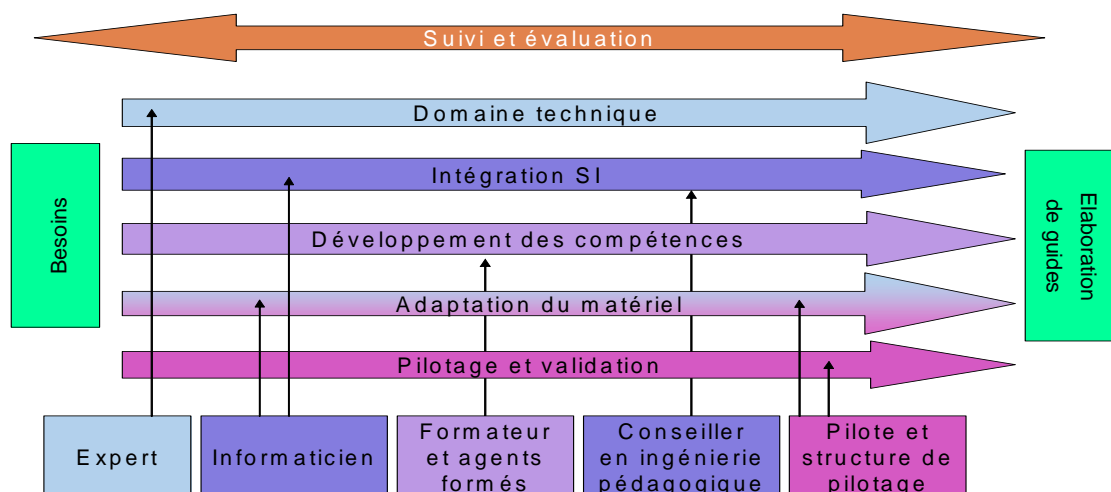 Suivi et évaluation
Domaine technique
Intégration SI
Développement des compétences
Adaptation du matériel
Pilotage et validation
Besoins
Elaboration
de guides
Expert
Informaticien
Formateur
et agents
formés
Conseiller
en ingénierie
pédagogique
Pilote et
structure de
pilotage